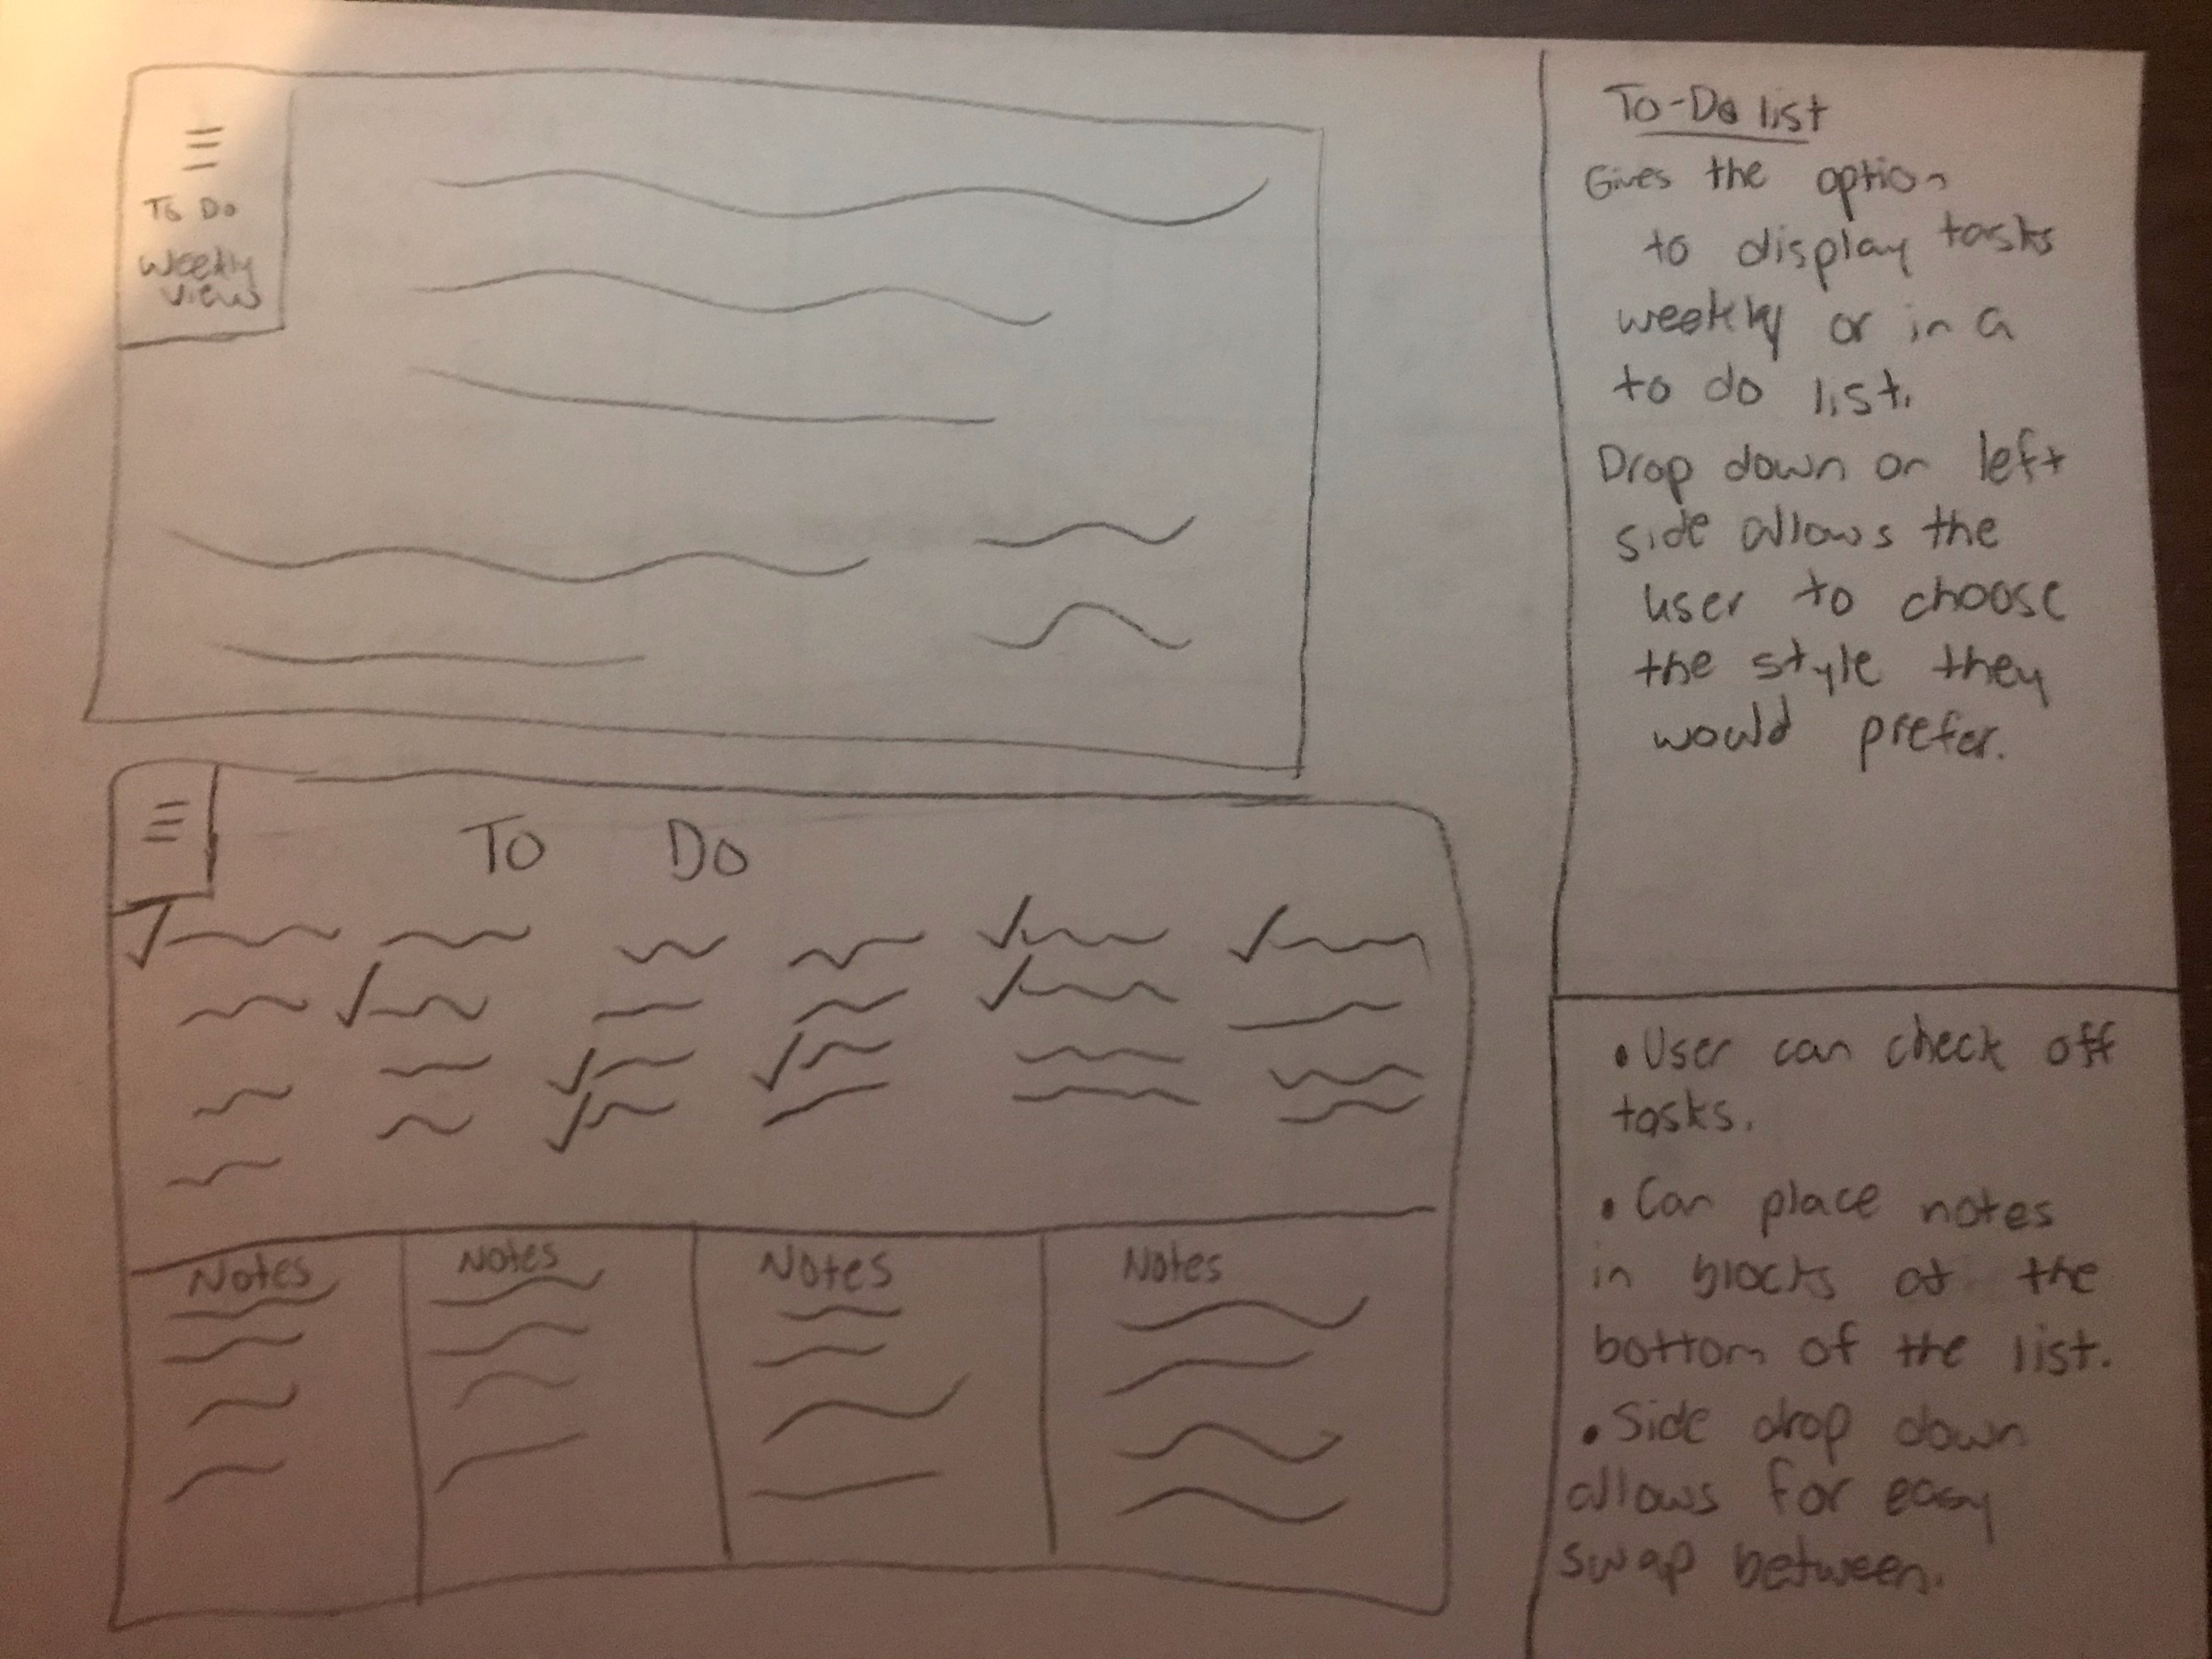 To Do
Weekly
View
To-Do list
Gives the option
to display tasks
weekly or in a
to do list.
Drop down on left
side allows the
user to choose
the style they
would prefer.
To Do
Notes
Notes
Notes
Notes
• User can check off
tasks.
• Can place notes
in blocks at the
bottom of the list.
• Side drop down
allows for easy
swap between.